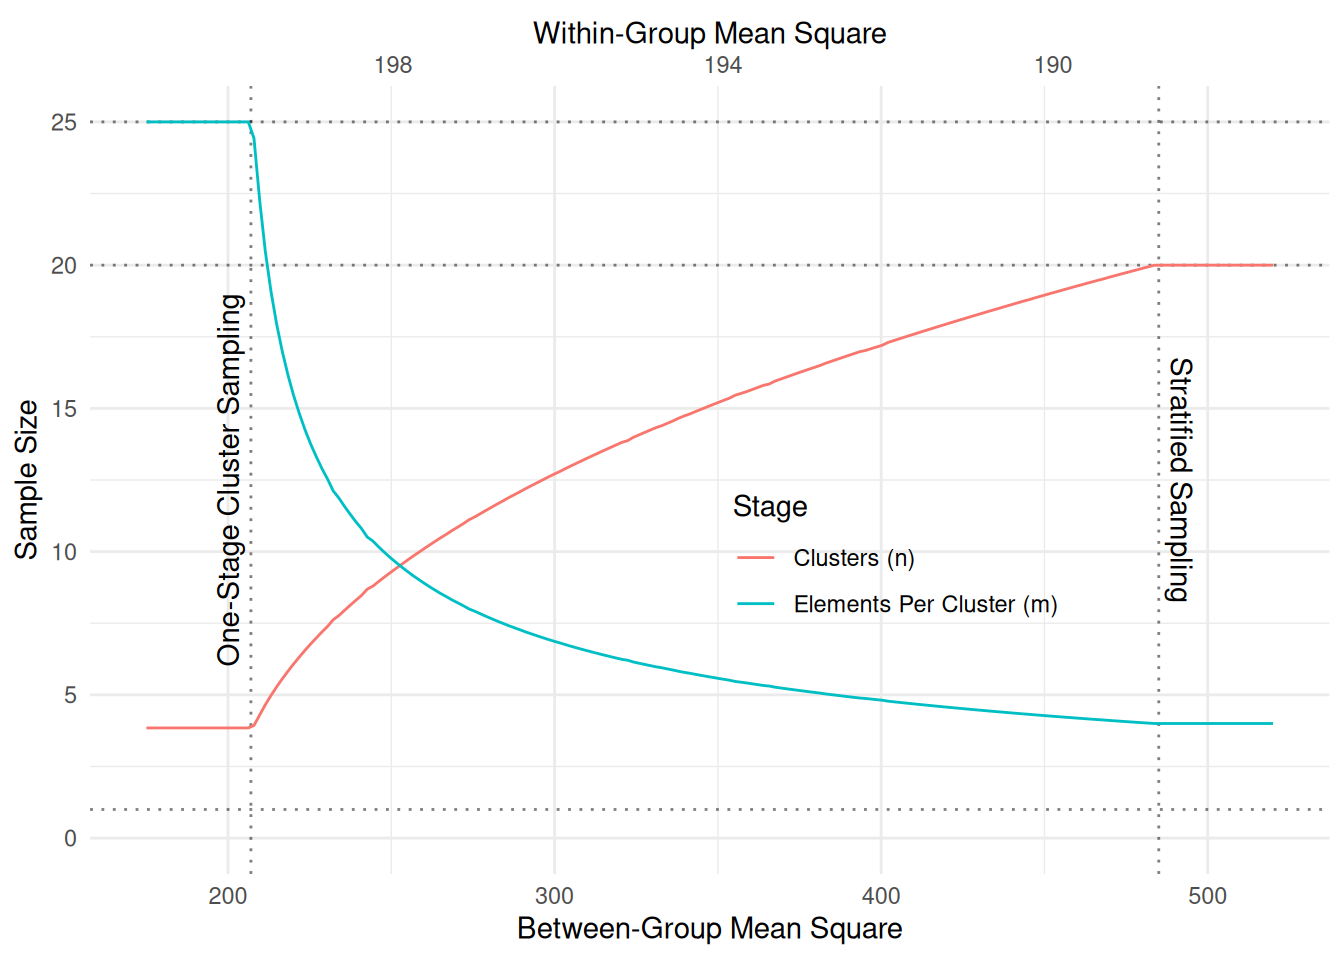 Within-Group Mean Square
198 194 190
25
20
15
10
5
0
Sample Size
One-Stage Cluster Sampling
Stratified Sampling
Stage
Clusters (n)
Elements Per Cluster (m)
200 300 400 500
Between-Group Mean Square